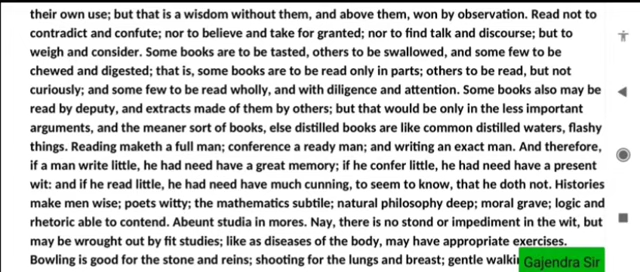 their own use; but that is a wisdom without them, and above them, won by observation. Read not to
contradict and confute; nor to believe and take for granted; nor to find talk and discourse; but to
weigh and consider. Some books are to be tasted, others to be swallowed, and some few to be
chewed and digested; that is, some books are to be read only in parts; others to be read, but not
curiously; and some few to be read wholly, and with diligence and attention. Some books also may be
read by deputy, and extracts made of them by others; but that would be only in the less important
arguments, and the meaner sort of books, else distilled books are like common distilled waters, flashy
things. Reading maketh a full man; conference a ready man; and writing an exact man. And therefore,
if a man write little, he had need have a great memory; if he confer little, he had need have a present
wit: and if he read little, he had need have much cunning, to seem to know, that he doth not. Histories
make men wise; poets witty; the mathematics subtile; natural philosophy deep; moral grave; logic and
rhetoric able to contend. Abeunt studia in mores. Nay, there is no stond or impediment in the wit, but
may be wrought out by fit studies; like as diseases of the body, may have appropriate exercises.
Bowling is good for the stone and reins; shooting for the lungs and breast; gentle walki
Gajendra Sir